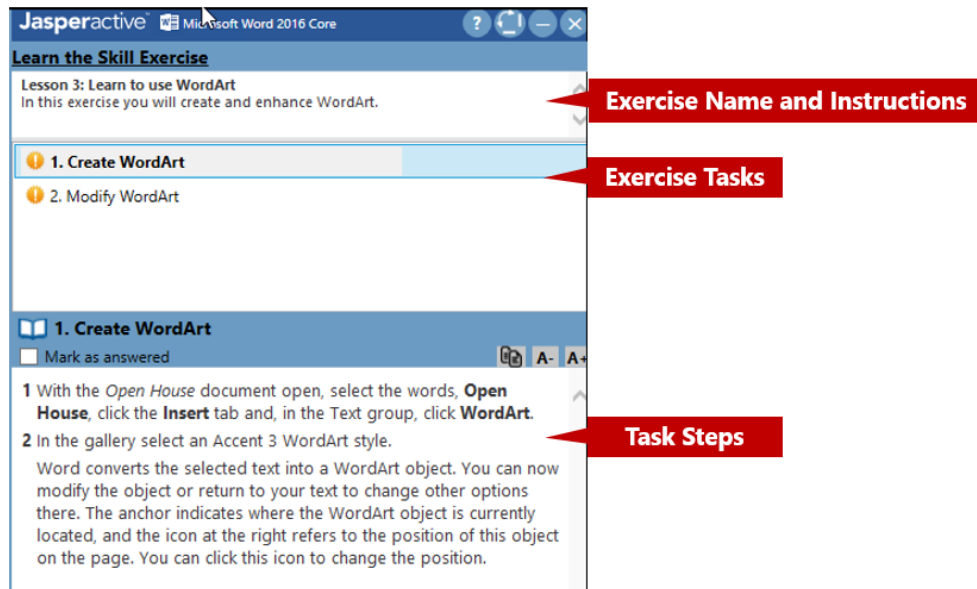 Jasperactive™ Microsoft Word 2016 Core ?
Learn the Skill Exercise
Lesson 3: Learn to use WordArt
In this exercise you will create and enhance WordArt.
Exercise Name and Instructions
1. Create WordArt
Exercise Tasks
2. Modify WordArt
1. Create WordArt
Mark as answered A- A+
1 With the Open House document open, select the words, Open
House, click the Insert tab and, in the Text group, click WordArt.
2 In the gallery select an Accent 3 WordArt style.
Task Steps
Word converts the selected text into a WordArt object. You can now
modify the object or return to your text to change other options
there. The anchor indicates where the WordArt object is currently
located, and the icon at the right refers to the position of this object
on the page. You can click this icon to change the position.